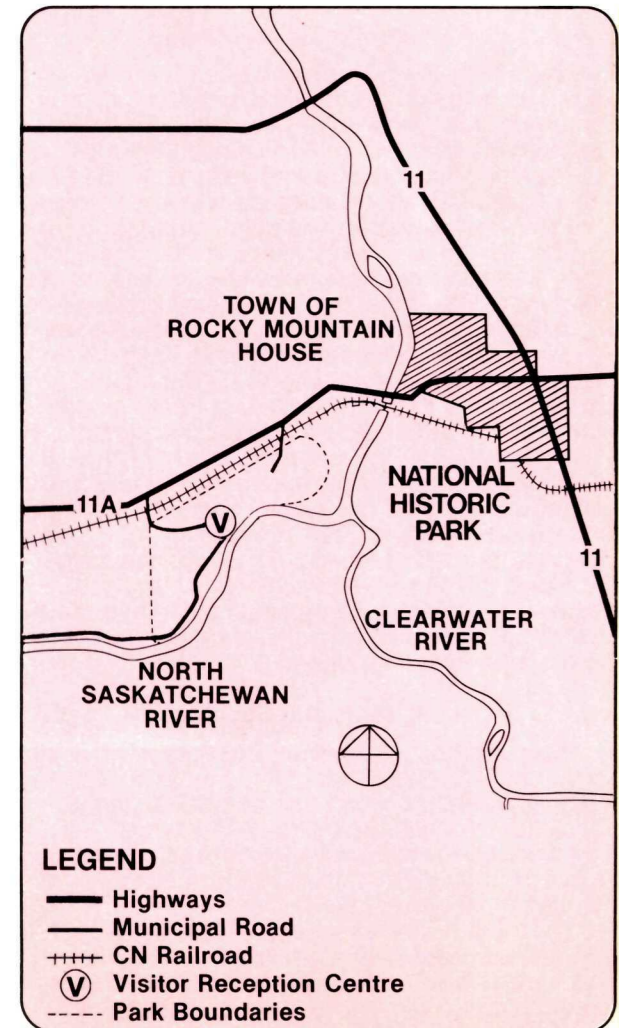 11
TOWN OF
ROCKY MOUNTAIN
HOUSE
11A
V
NATIONAL
HISTORIC
PARK
11
CLEARWATER
RIVER
NORTH
SASKATCHEWAN
RIVER
LEGEND
Highways
Municipal Road
CN Railroad
V Visitor Reception Centre
Park Boundaries